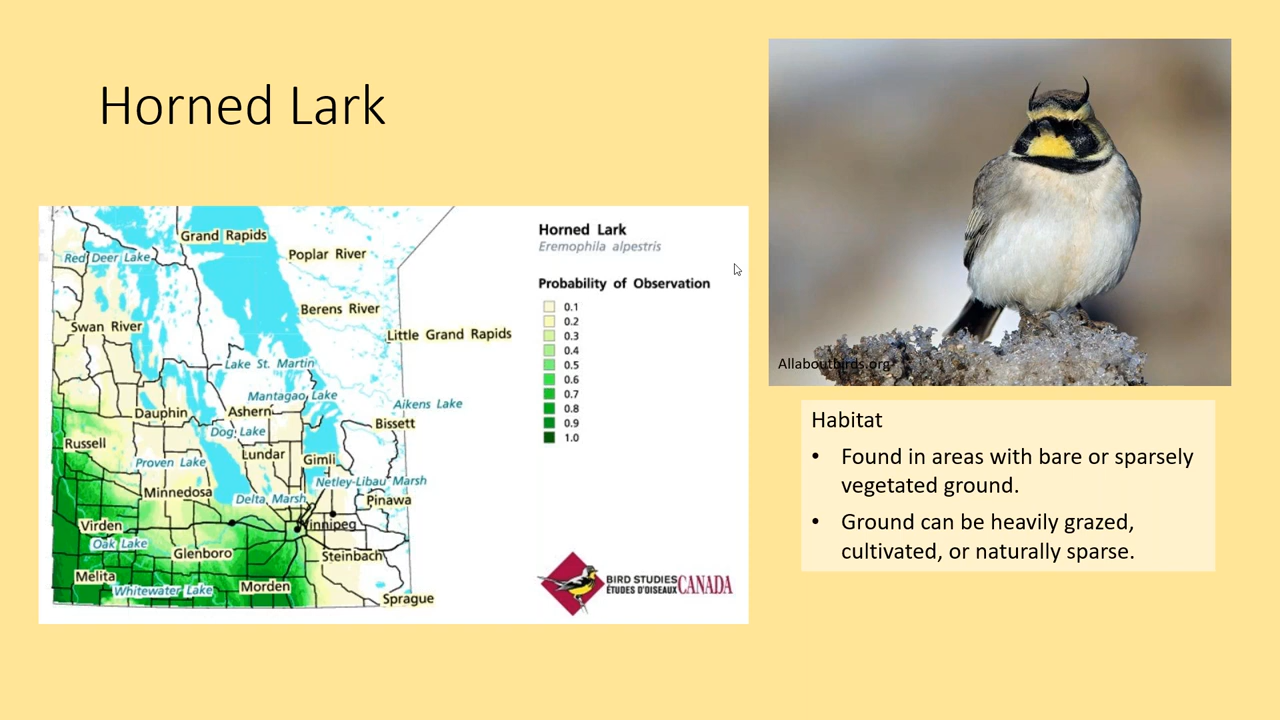 Horned Lark
Grand Rapids
Poplar River
Red Deer Lake
Berens River
Swan River
Little Grand Rapids
Lake St. Martin
Mantagao Lake
Aikens Lake
Dauphin
Ashern
Bissett
Dog Lake
Russell
Lundar
Gimli
Proven Lake
Netley-Libau Marsh
Minnedosa
Delta Marsh
Pinawa
Virden
Winnipeg
Oak Lake
Glenboro
Steinbach
Melita
Whitewater Lake
Morden
Sprague
Horned Lark
Eremophila alpestris
Probability of Observation
0.1
0.2
0.3
0.4
0.5
0.6
0.7
0.8
0.9
1.0
BIRD STUDIES
ÉTUDES D'OISEAUX CANADA
Allaboutbirds.org
Habitat
• Found in areas with bare or sparsely
vegetated ground.
• Ground can be heavily grazed,
cultivated, or naturally sparse.